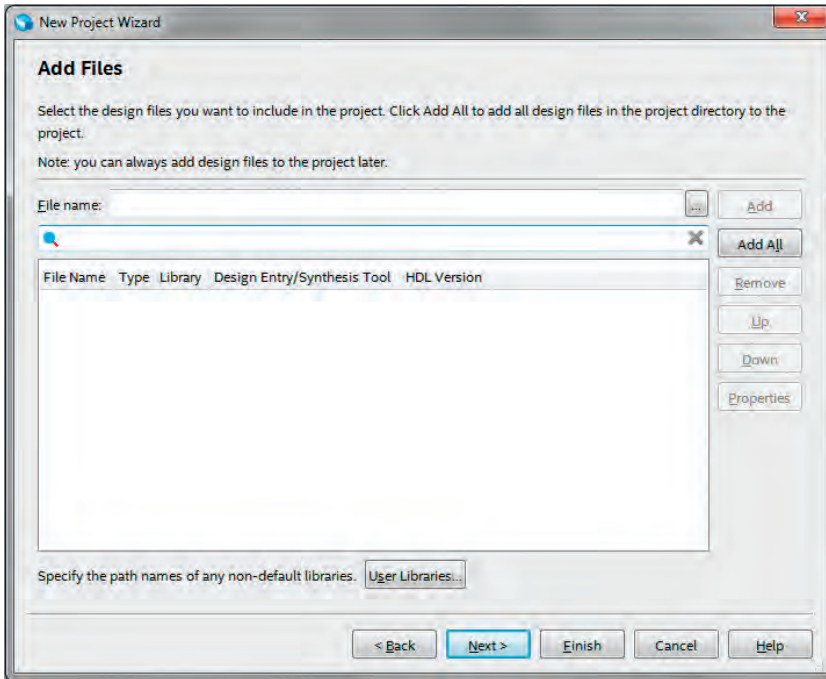 New Project Wizard
Add Files
Select the design files you want to include in the project. Click Add All to add all design files in the project directory to the
project.
Note: you can always add design files to the project later.
File name:
...
Add
Add All
File Name Type Library Design Entry/Synthesis Tool HDL Version
Remove
Up
Down
Properties
Specify the path names of any non-default libraries. User Libraries...
< Back Next > Finish Cancel Help